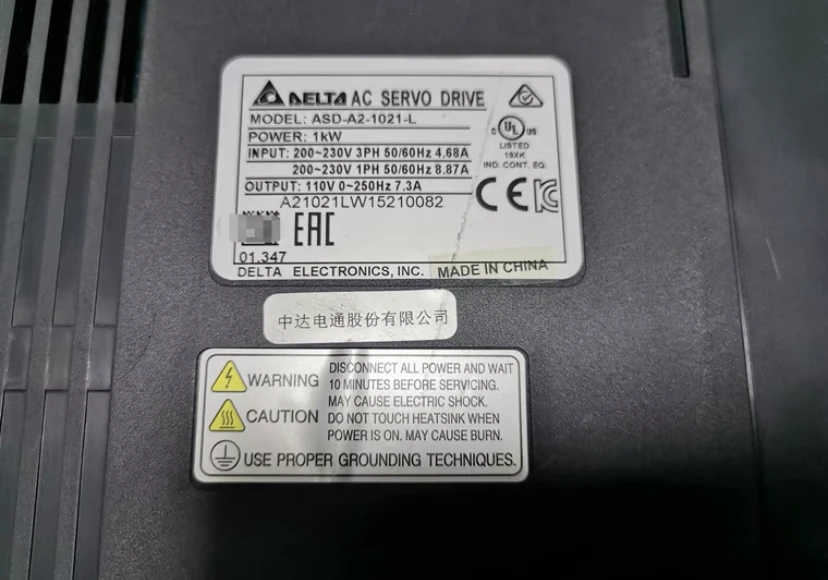 DELTA AC SERVO DRIVE
MODEL: ASD-A2-1021-L
POWER: 1kW
INPUT: 200~230V 3PH 50/60Hz 4.68A
200~230V 1PH 50/60Hz 8.87A
OUTPUT: 110V 0~250Hz 7.3A
A21021LW15210082
C UL US
LISTED
19XK
IND. CONT. EQ.
CE
EAC
01.347
DELTA ELECTRONICS, INC.
MADE IN CHINA
中达电通股份有限公司
WARNING
DISCONNECT ALL POWER AND WAIT
10 MINUTES BEFORE SERVICING.
MAY CAUSE ELECTRIC SHOCK.
CAUTION
DO NOT TOUCH HEATSINK WHEN
POWER IS ON. MAY CAUSE BURN.
USE PROPER GROUNDING TECHNIQUES.